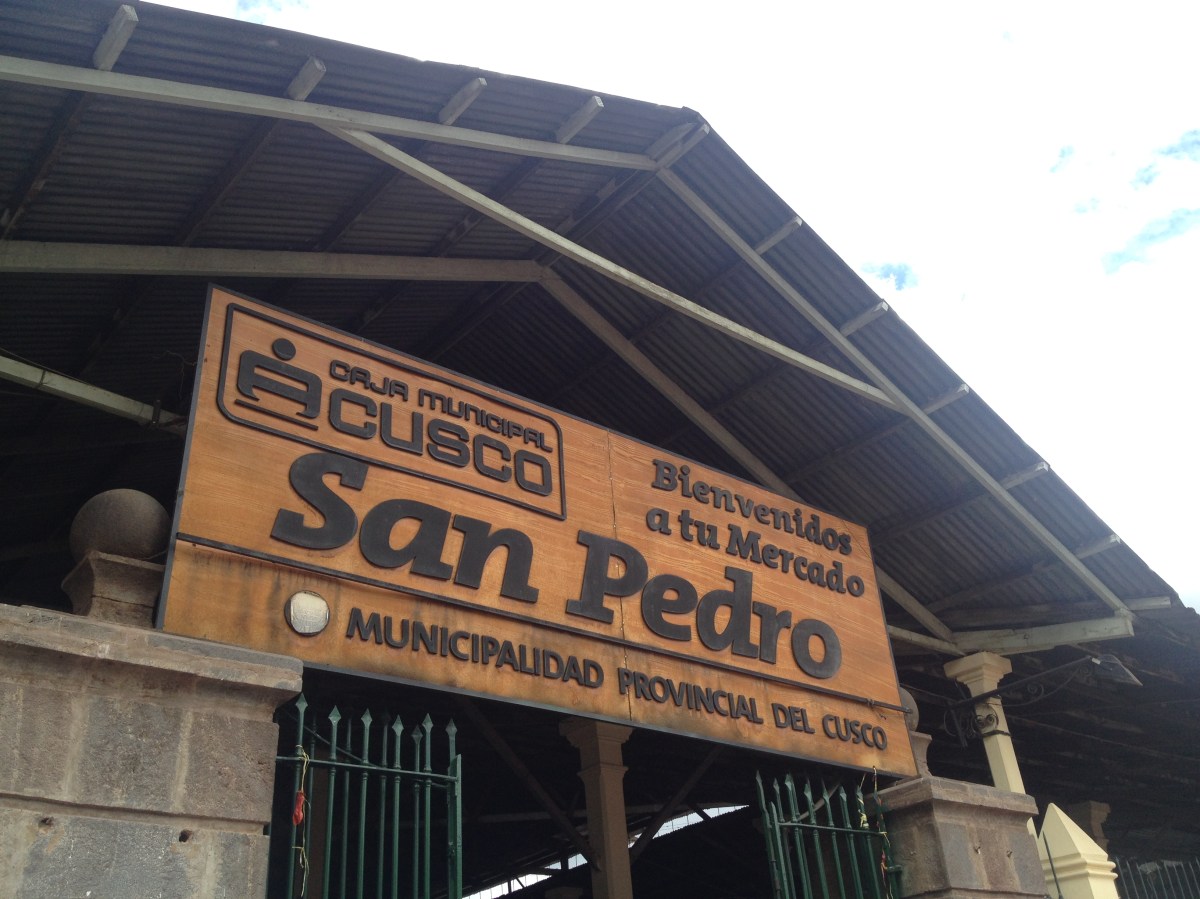 CAJA MUNICIPAL
CUSCO
Bienvenidos
a tu Mercado
San Pedro
MUNICIPALIDAD PROVINCIAL DEL CUSCO